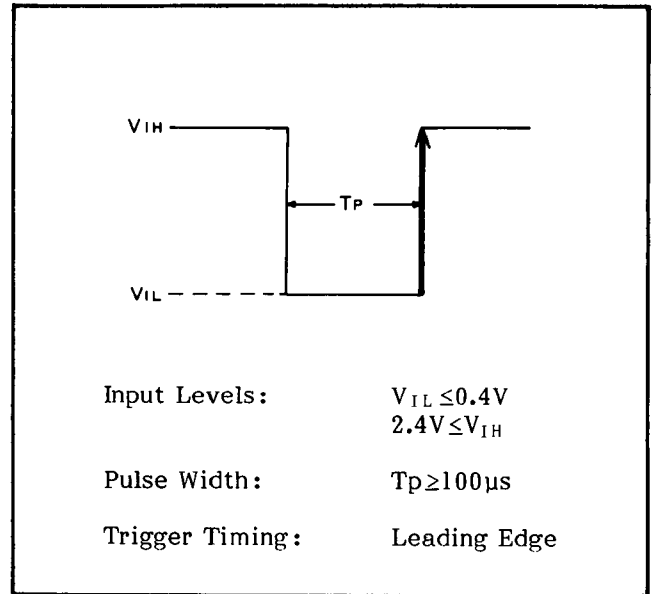 VIH
TP
VIL
Input Levels: VIL ≤0.4V
2.4V≤VIH
Pulse Width: Tp≥100µs
Trigger Timing: Leading Edge